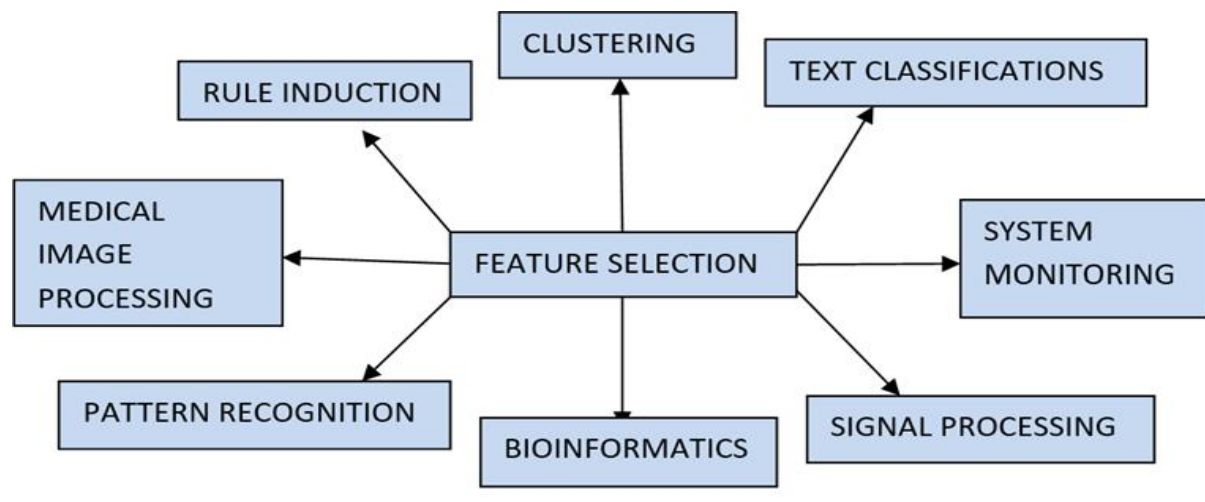 CLUSTERING
TEXT CLASSIFICATIONS
RULE INDUCTION
MEDICAL
IMAGE
PROCESSING
FEATURE SELECTION
SYSTEM
MONITORING
PATTERN RECOGNITION
BIOINFORMATICS
SIGNAL PROCESSING